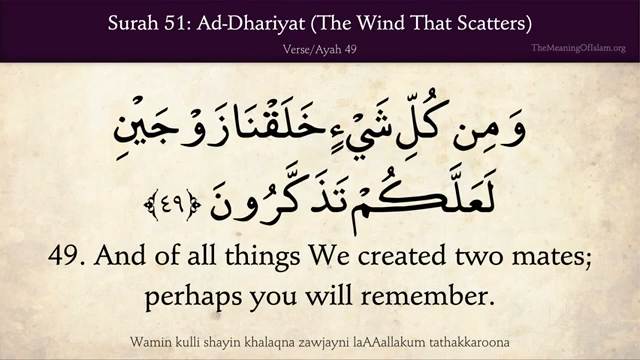 Surah 51: Ad-Dhariyat (The Wind That Scatters)
Verse/Ayah 49
TheMeaningOfIslam.org
وَمِن كُلِّ شَيْءٍ خَلَقْنَا زَوْجَيْنِ
لَعَلَّكُمْ تَذَكَّرُونَ ﴿٤٩﴾
49. And of all things We created two mates;
perhaps you will remember.
Wamin kulli shayin khalaqna zawjayni laAAallakum tathakkaroona